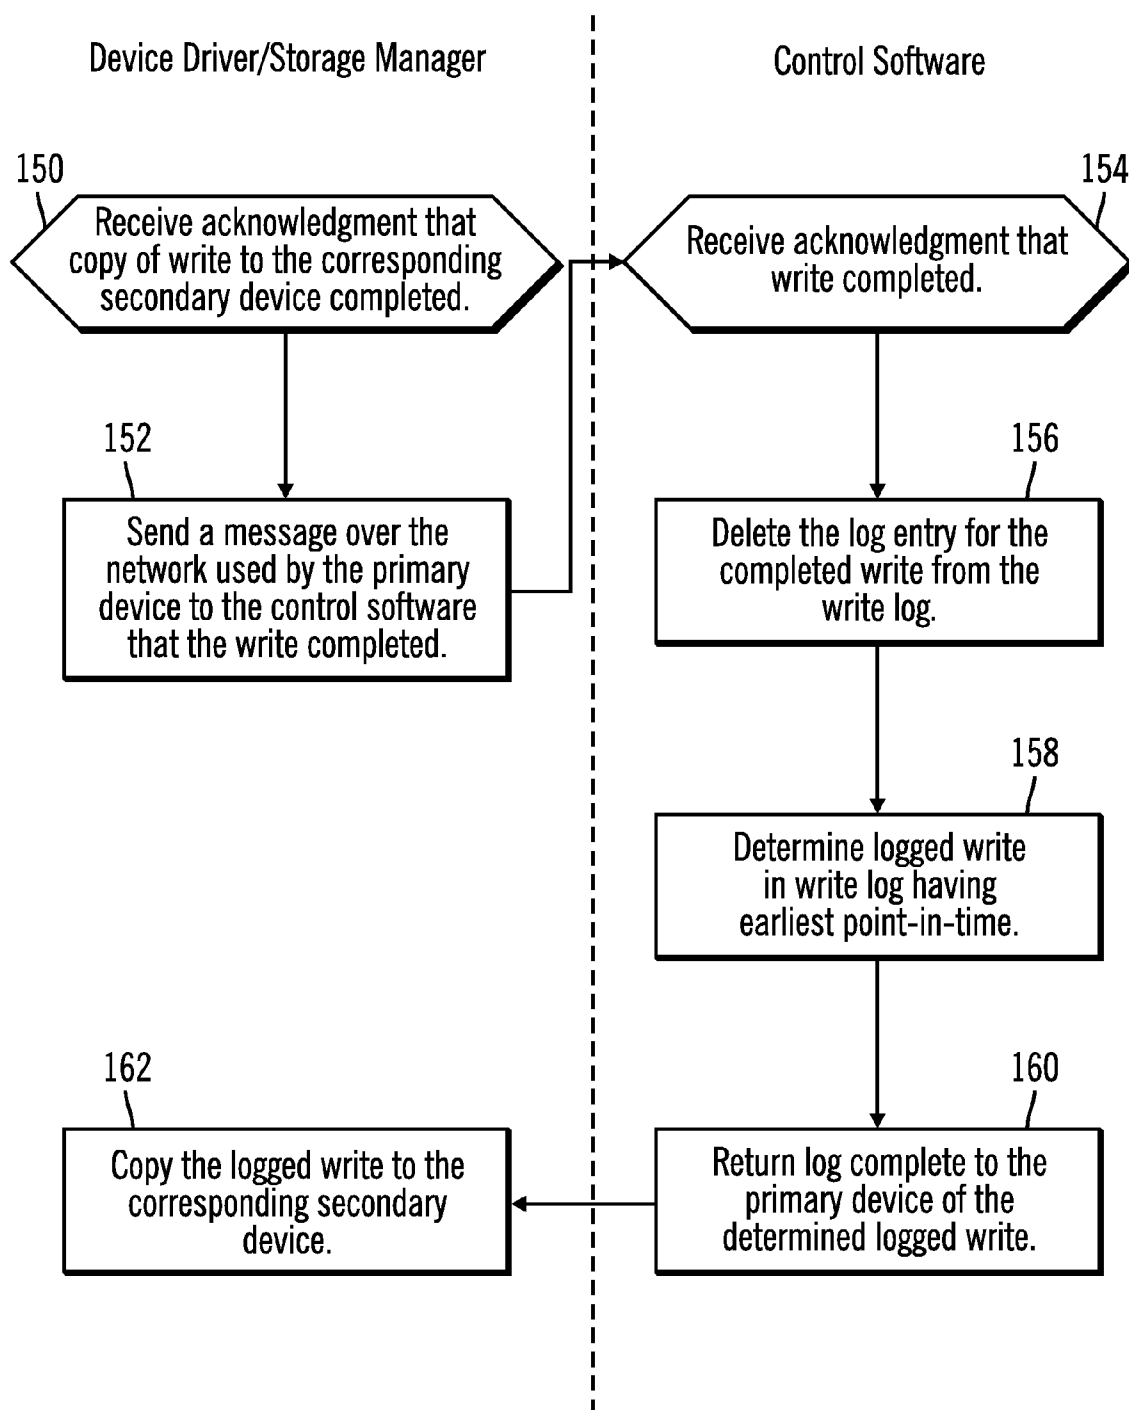 Device Driver/Storage Manager
Control Software
150
Receive acknowledgment that
copy of write to the corresponding
secondary device completed.
154
Receive acknowledgment that
write completed.
152
Send a message over the
network used by the primary
device to the control software
that the write completed.
156
Delete the log entry for the
completed write from the
write log.
158
Determine logged write
in write log having
earliest point-in-time.
162
Copy the logged write to the
corresponding secondary
device.
160
Return log complete to the
primary device of the
determined logged write.